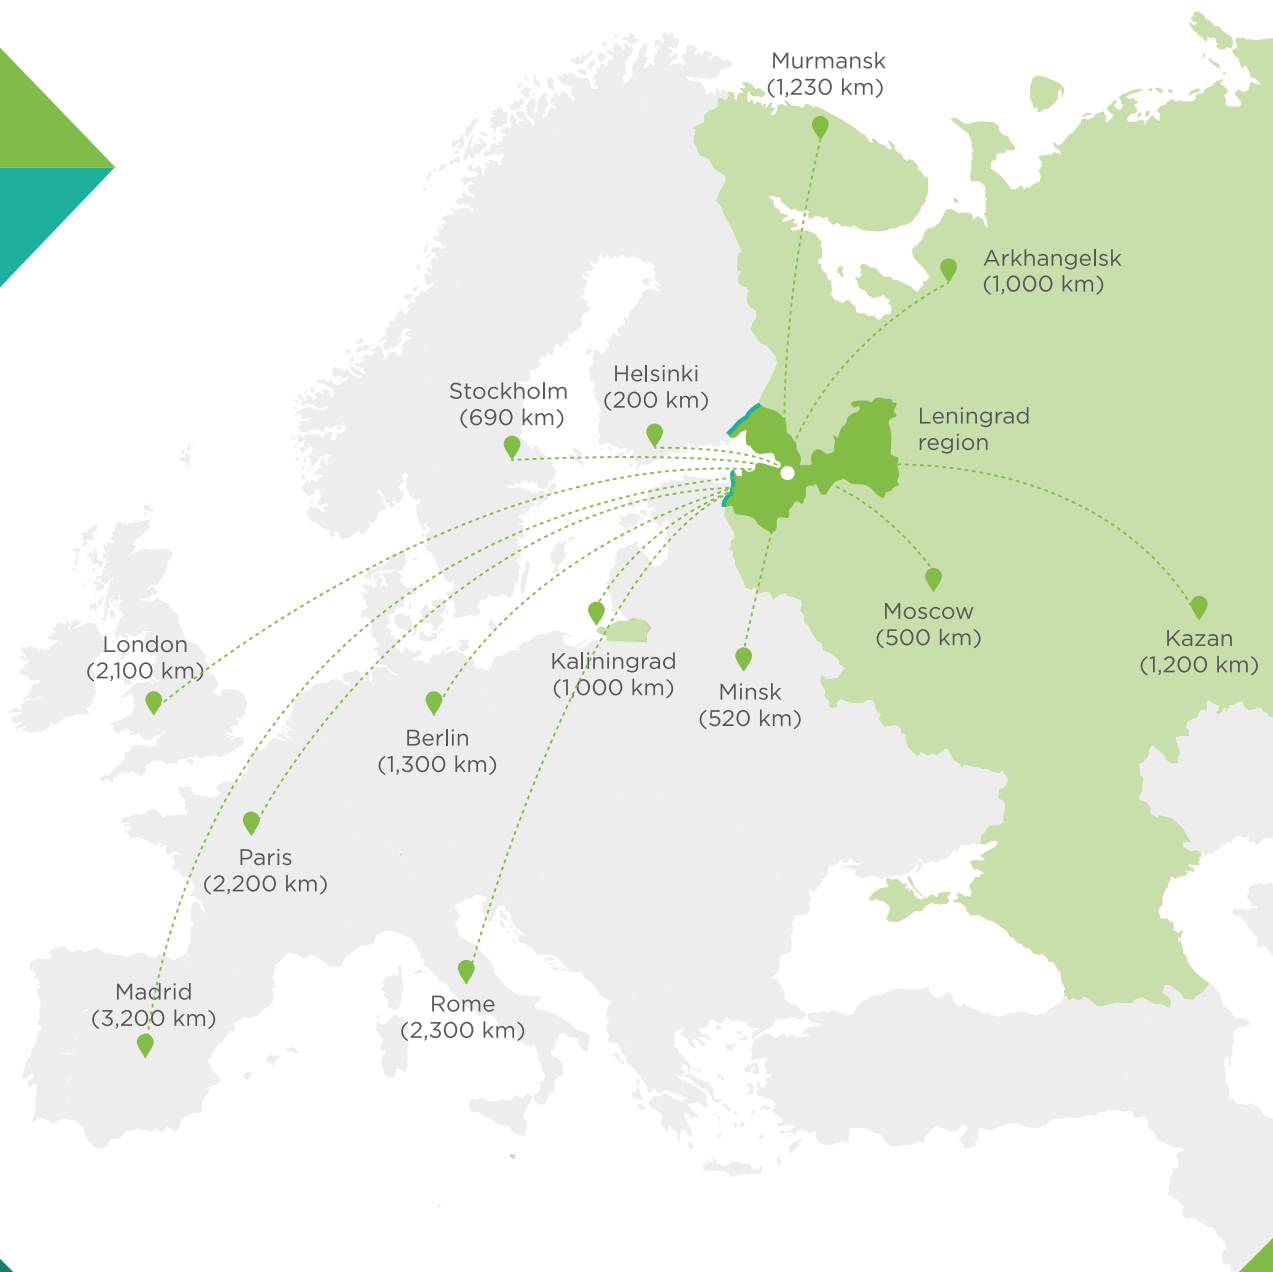 Murmansk
(1,230 km)
Arkhangelsk
(1,000 km)
Helsinki
(200 km)
Stockholm
(690 km)
Leningrad
region
Moscow
(500 km)
Kazan
(1,200 km)
London
(2,100 km)
Kaliningrad
(1,000 km)
Minsk
(520 km)
Berlin
(1,300 km)
Paris
(2,200 km)
Madrid
(3,200 km)
Rome
(2,300 km)